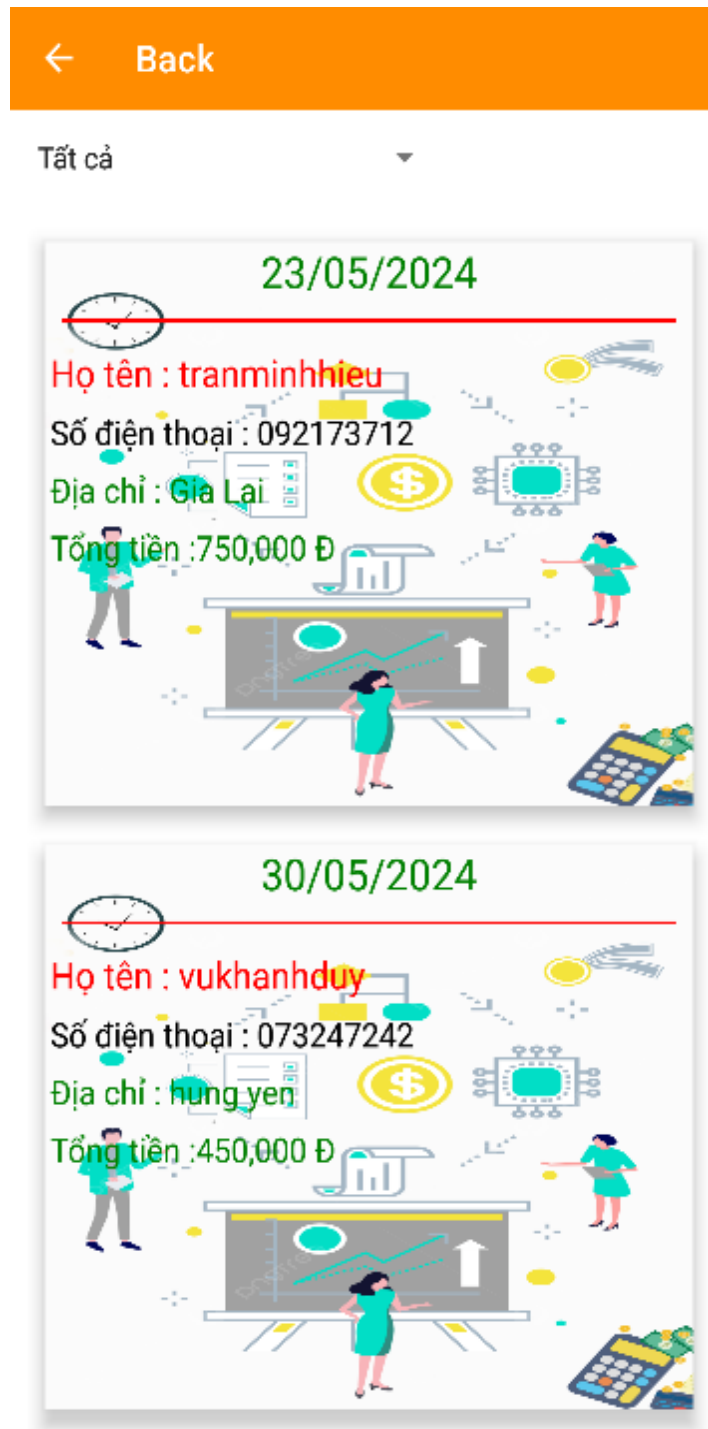 Back
Tất cả
23/05/2024
Họ tên : tranminhhieu
Số điện thoại : 092173712
Địa chỉ : Gia Lai
Tổng tiền :750,000 Đ
30/05/2024
Họ tên : vukhanhduy
Số điện thoại : 073247242
Địa chỉ : hung yen
Tổng tiền :450,000 Đ